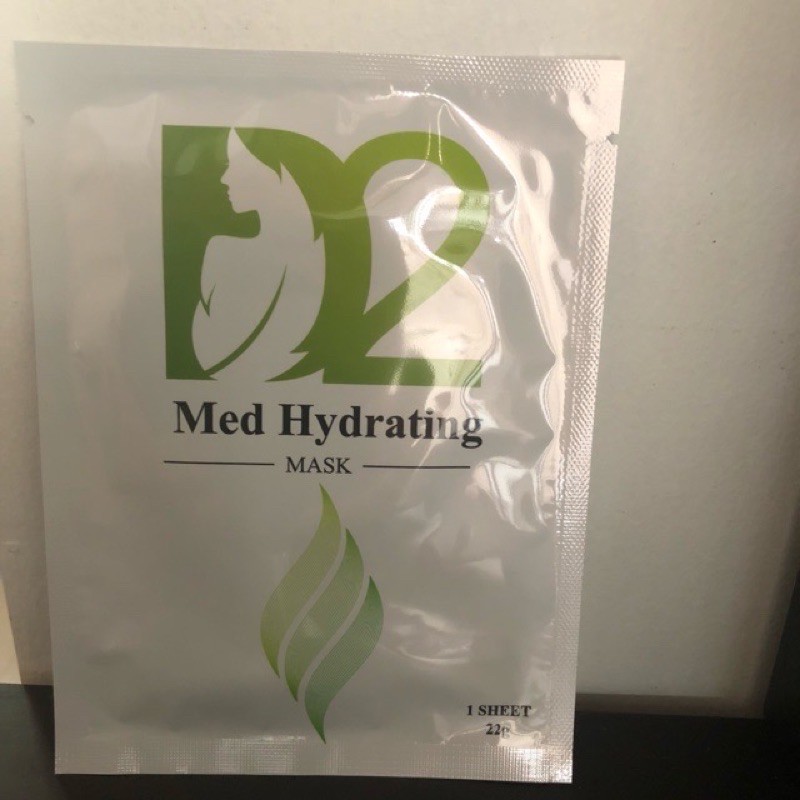 D2
Med Hydrating
MASK
1 SHEET
22g